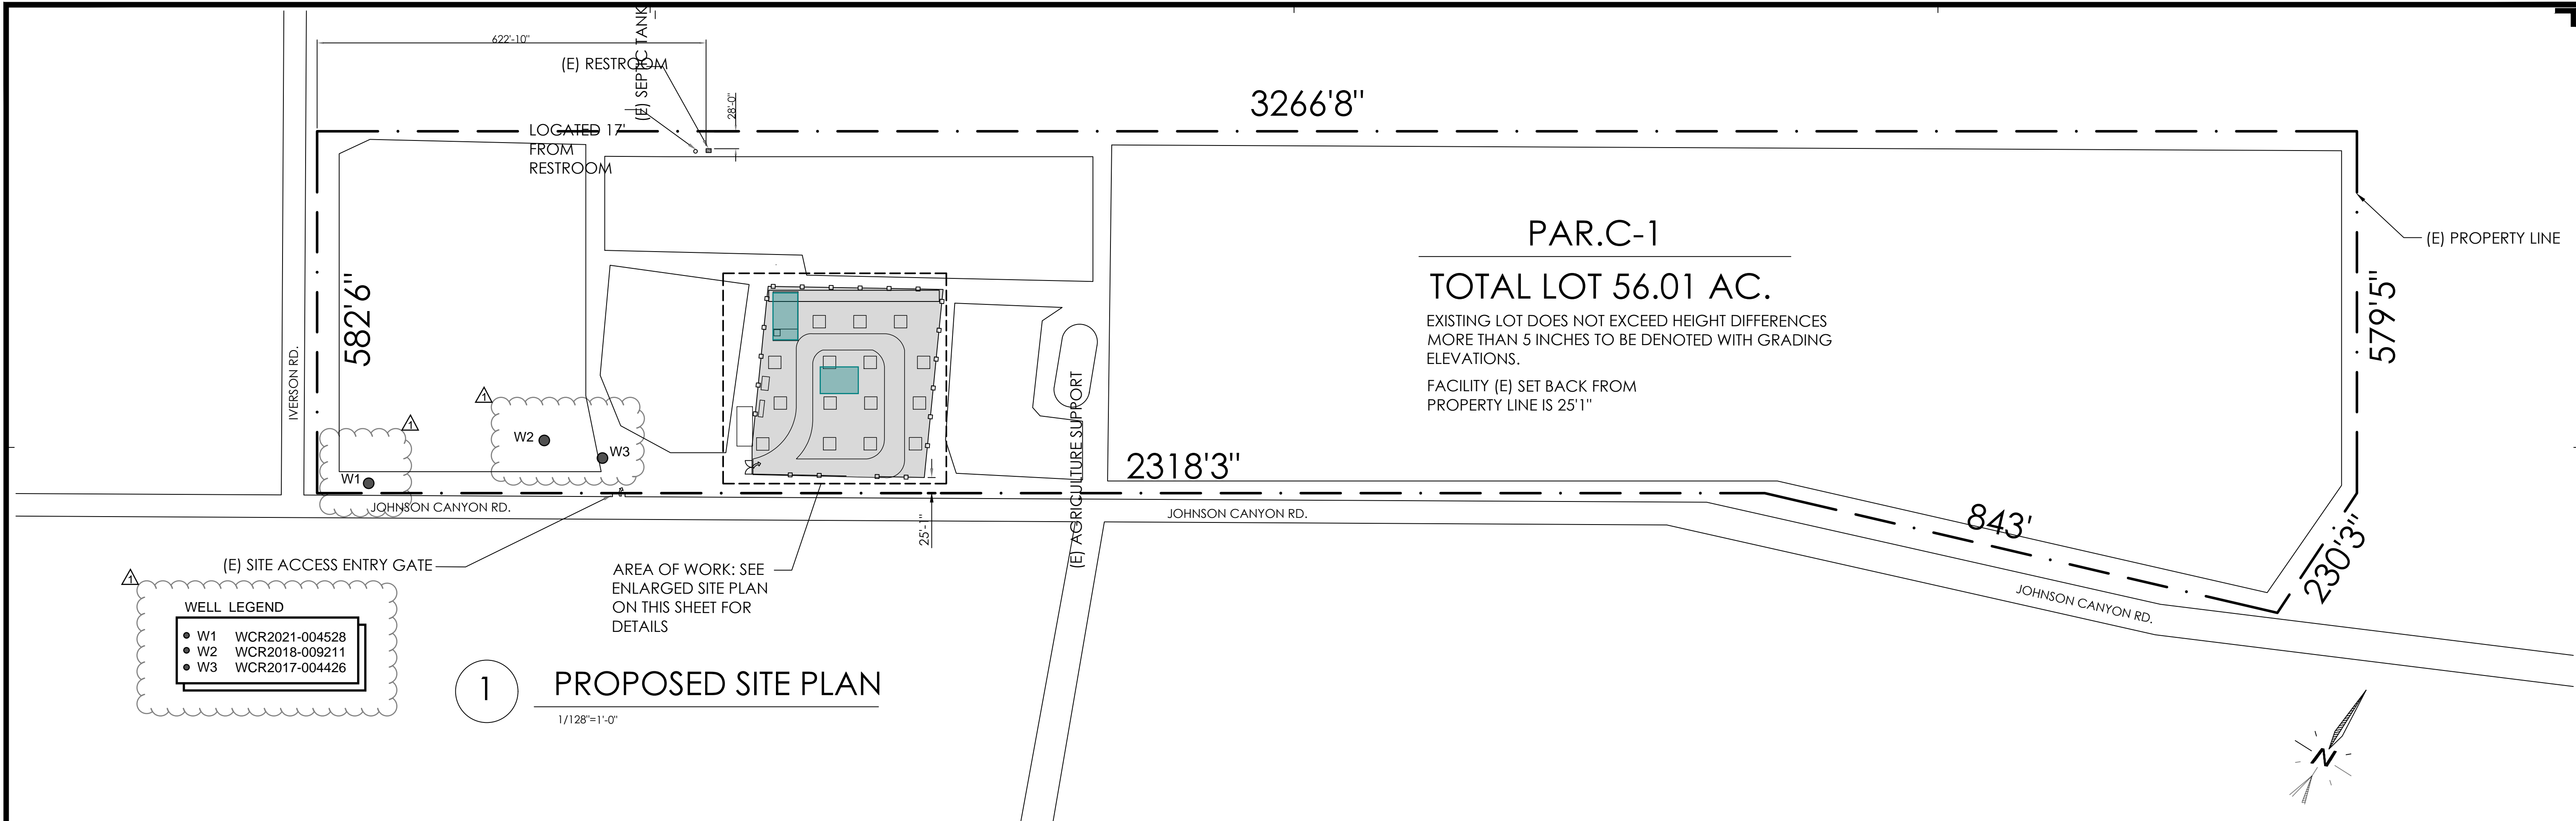 622'-10"
(E) RESTROOM
(E) SEPTIC TANK
LOCATED 17'
FROM
RESTROOM
28'-0"
3266'8"
PAR.C-1
TOTAL LOT 56.01 AC.
EXISTING LOT DOES NOT EXCEED HEIGHT DIFFERENCES
MORE THAN 5 INCHES TO BE DENOTED WITH GRADING
ELEVATIONS.
FACILITY (E) SET BACK FROM
PROPERTY LINE IS 25'1"
(E) PROPERTY LINE
579'5"
582'6"
IVERSON RD.
1
1
W1
W2
W3
(E) AGRICULTURE SUPPORT
2318'3"
JOHNSON CANYON RD.
JOHNSON CANYON RD.
25'-1"
843'
230'3"
JOHNSON CANYON RD.
(E) SITE ACCESS ENTRY GATE
AREA OF WORK: SEE
ENLARGED SITE PLAN
ON THIS SHEET FOR
DETAILS
1
WELL LEGEND
W1 WCR2021-004528
W2 WCR2018-009211
W3 WCR2017-004426
1
PROPOSED SITE PLAN
1/128"=1'-0"
N